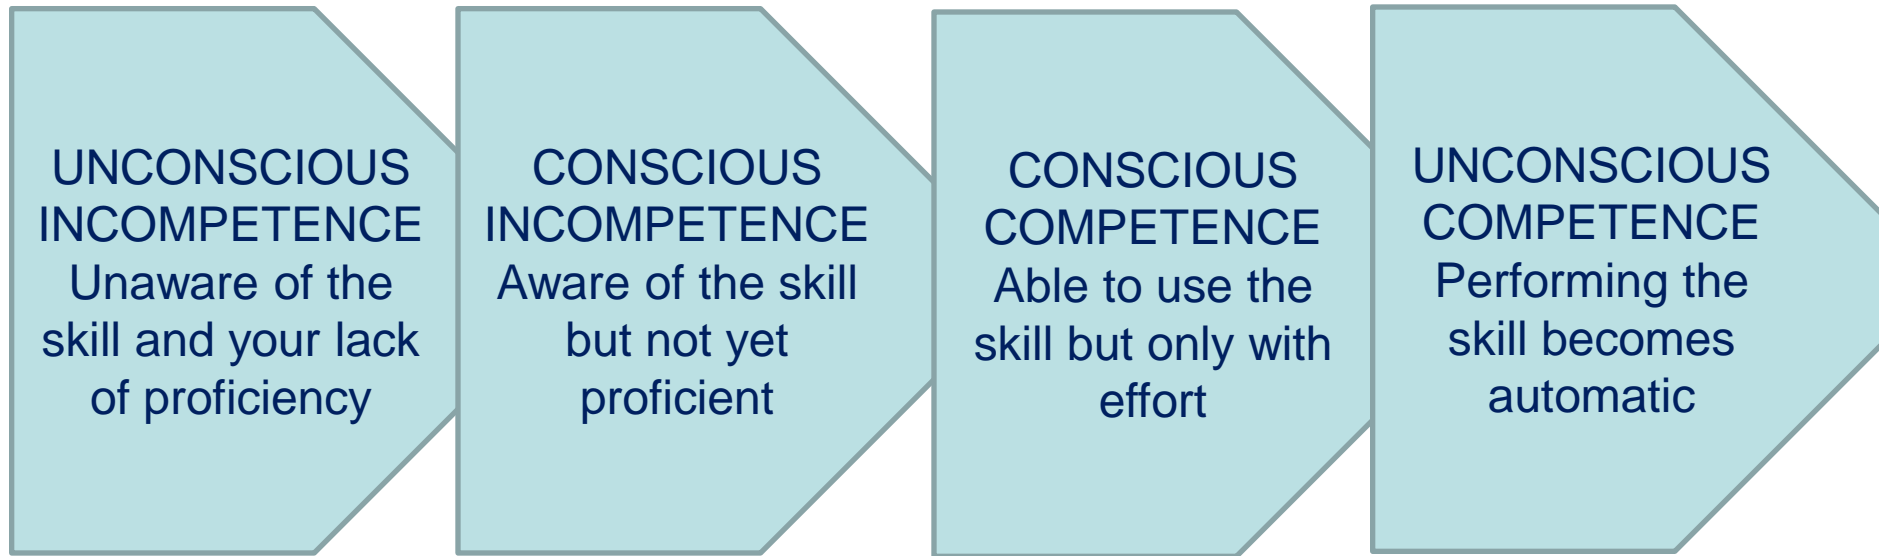 UNCONSCIOUS
INCOMPETENCE
Unaware of the
skill and your lack
of proficiency
CONSCIOUS
INCOMPETENCE
Aware of the skill
but not yet
proficient
CONSCIOUS
COMPETENCE
Able to use the
skill but only with
effort
UNCONSCIOUS
COMPETENCE
Performing the
skill becomes
automatic